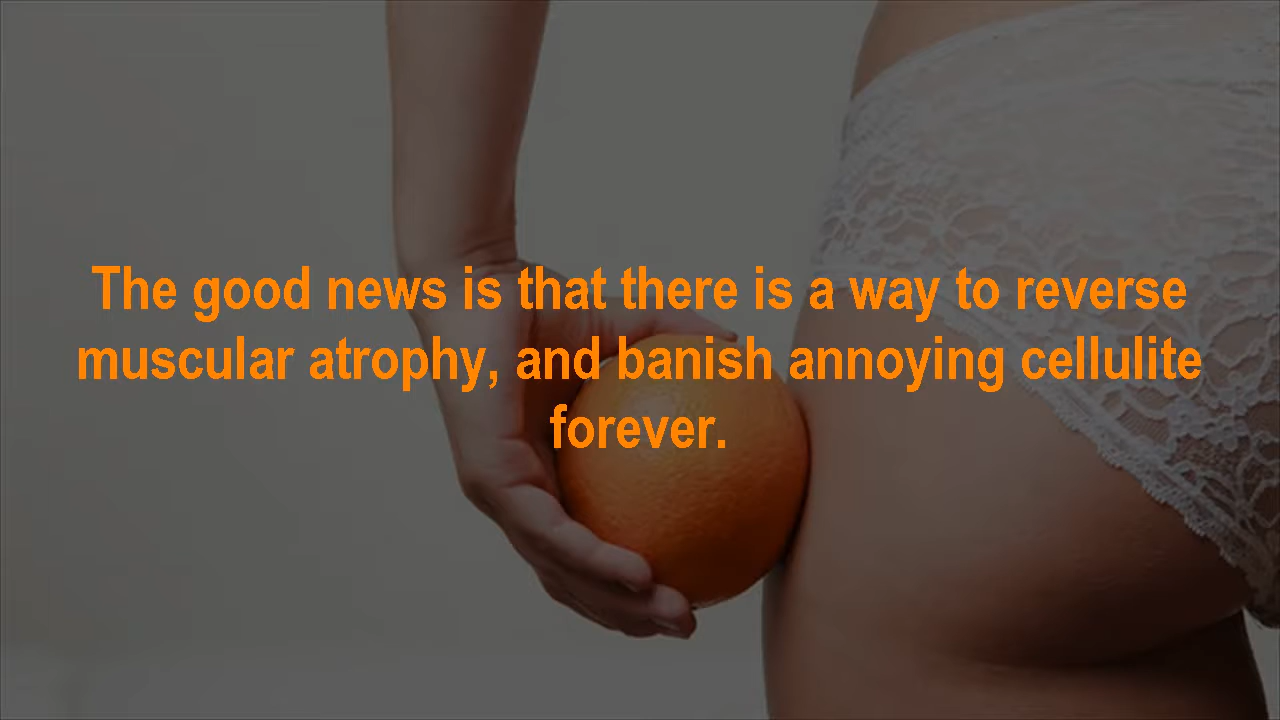 The good news is that there is a way to reverse
muscular atrophy, and banish annoying cellulite
forever.